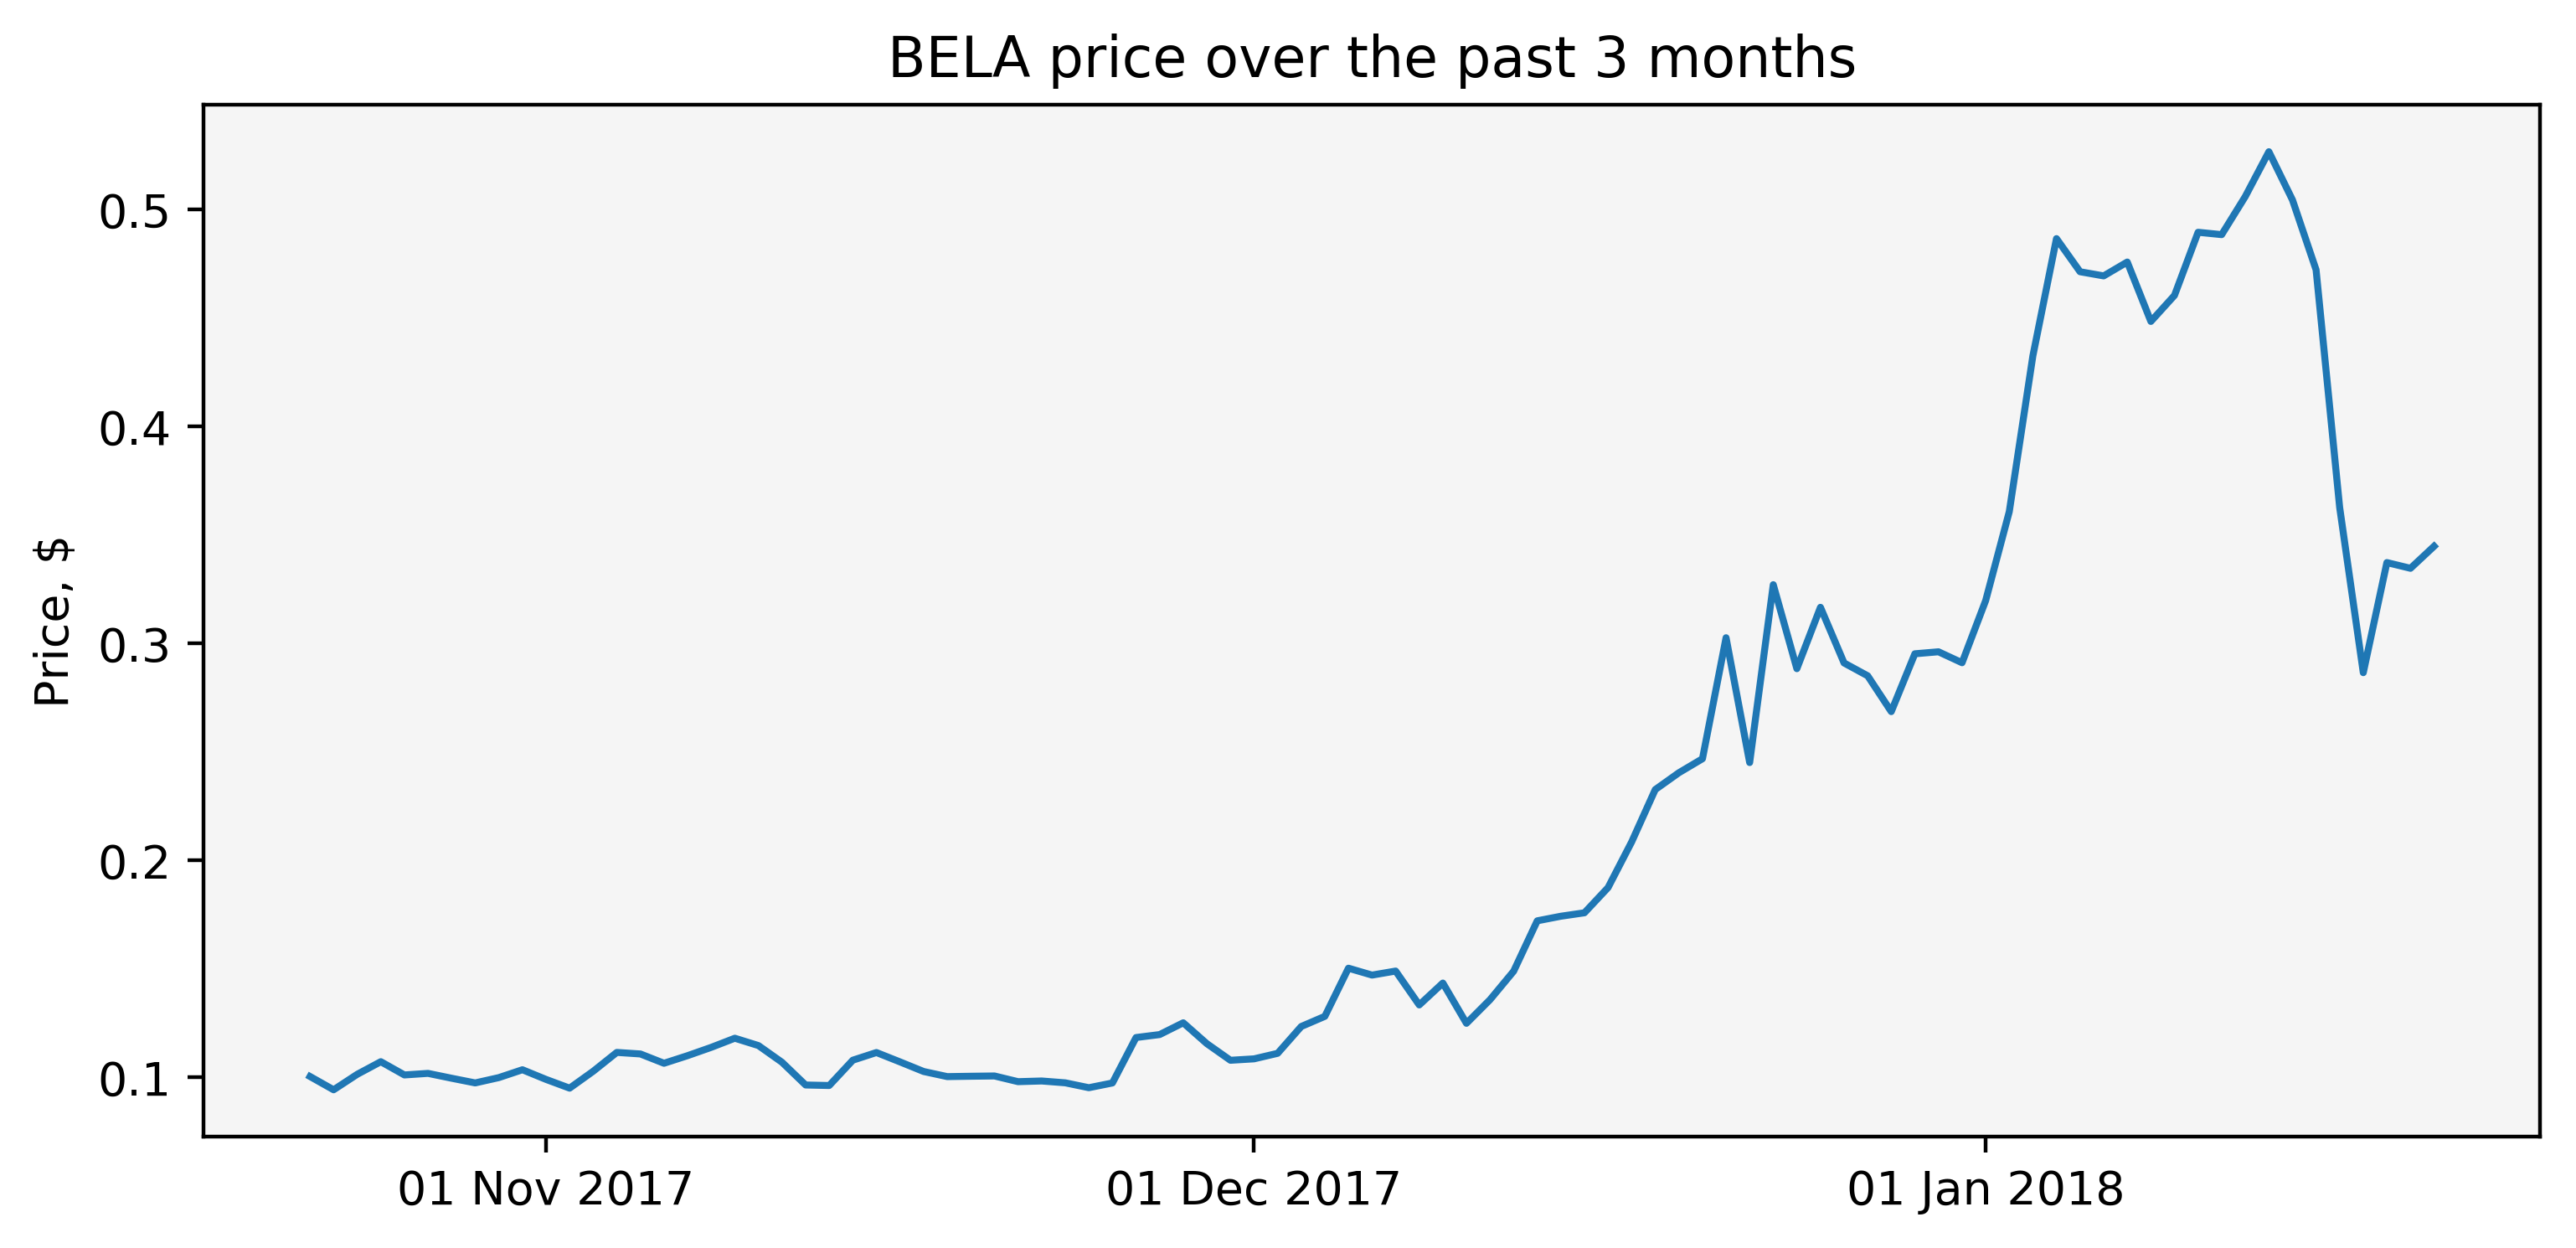 BELA price over the past 3 months
Price, $
0.5
0.4
0.3
0.2
0.1
01 Nov 2017
01 Dec 2017
01 Jan 2018